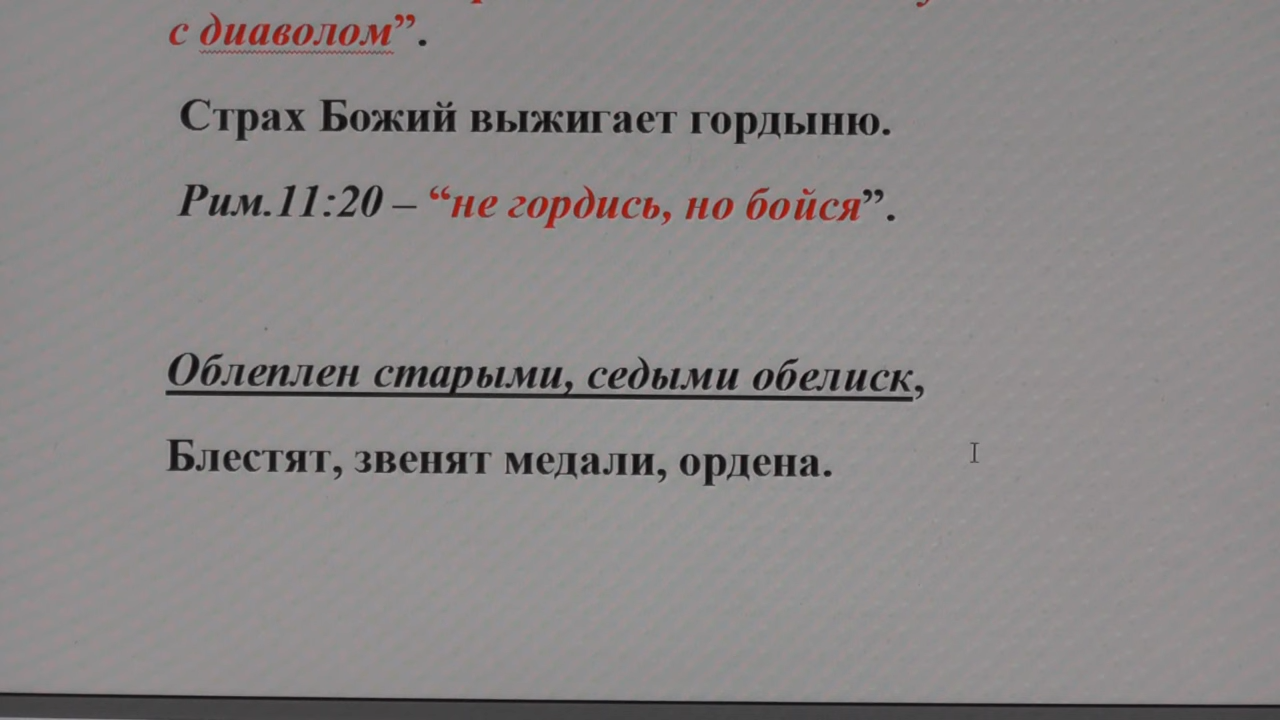 с диаволом”.
Страх Божий выжигает гордыню.
Рим.11:20 – “не гордись, но бойся”.
Облеплен старыми, седыми обелиск,
Блестят, звенят медали, ордена.